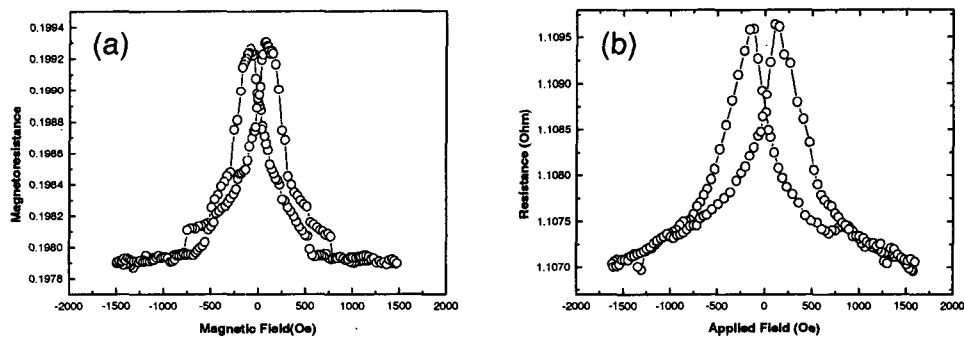 (a)
Magnetoresistance
0.1994
0.1992
0.1990
0.1988
0.1986
0.1984
0.1982
0.1980
0.1978
-2000 -1500 -1000 -500 0 500 1000 1500 2000
Magnetic Field(Oe)
(b)
Resistance (Ohm)
1.1095
1.1090
1.1085
1.1080
1.1075
1.1070
-2000 -1500 -1000 -500 0 500 1000 1500 2000
Applied Field (Oe)